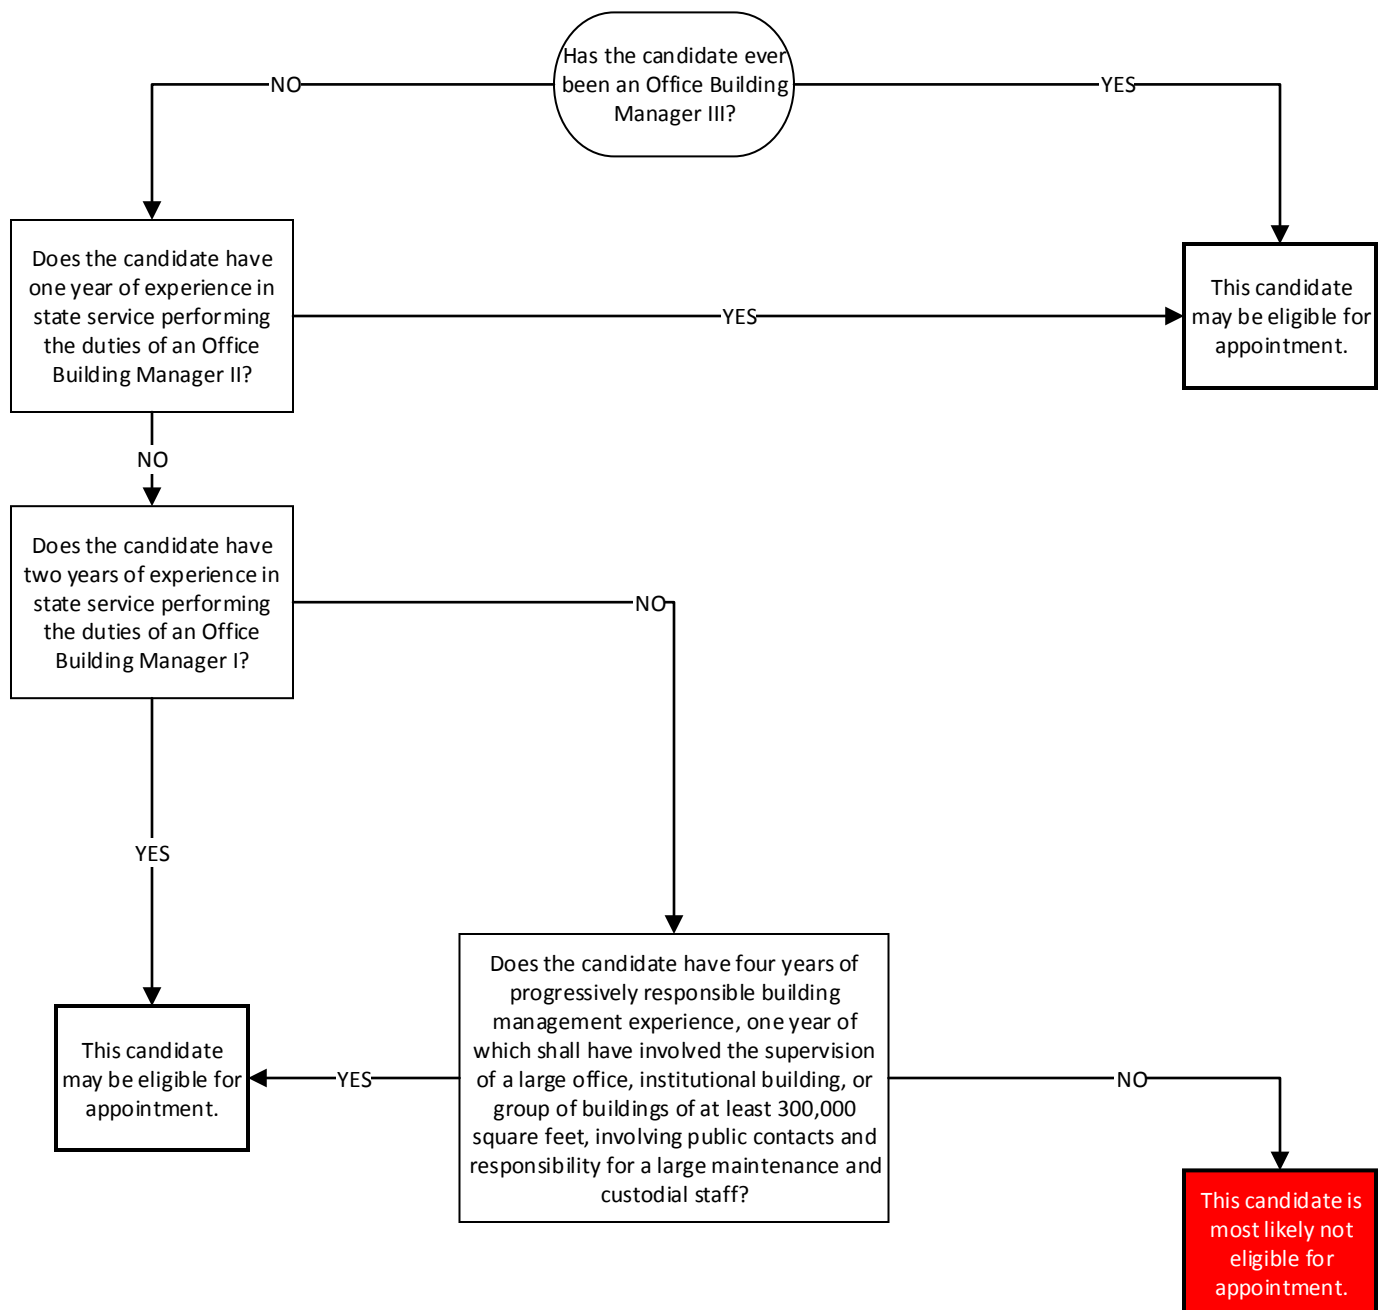 Has the candidate ever
been an Office Building
Manager III?
NO
YES
Does the candidate have
one year of experience in
state service performing
the duties of an Office
Building Manager II?
YES
This candidate
may be eligible for
appointment.
NO
Does the candidate have
two years of experience in
state service performing
the duties of an Office
Building Manager I?
NO
YES
Does the candidate have four years of
progressively responsible building
management experience, one year of
which shall have involved the supervision
of a large office, institutional building, or
group of buildings of at least 300,000
square feet, involving public contacts and
responsibility for a large maintenance and
custodial staff?
This candidate
may be eligible for
appointment.
YES
NO
This candidate is
most likely not
eligible for
appointment.